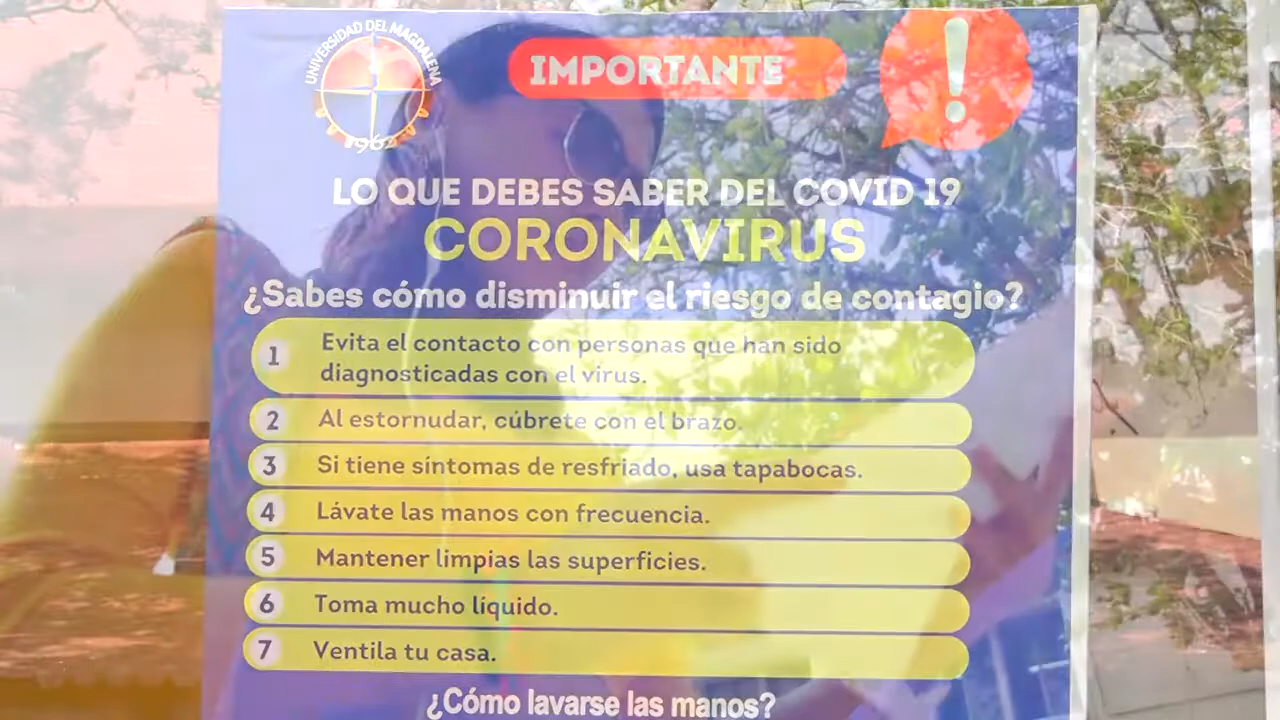 UNIVERSIDAD DEL MAGDALENA
1962
IMPORTANTE
!
LO QUE DEBES SABER DEL COVID 19
CORONAVIRUS
¿Sabes cómo disminuir el riesgo de contagio?
1 Evita el contacto con personas que han sido
diagnosticadas con el virus.
2 Al estornudar, cúbrete con el brazo.
3 Si tiene síntomas de resfriado, usa tapabocas.
4 Lávate las manos con frecuencia.
5 Mantener limpias las superficies.
6 Toma mucho líquido.
7 Ventila tu casa.
¿Cómo lavarse las manos?